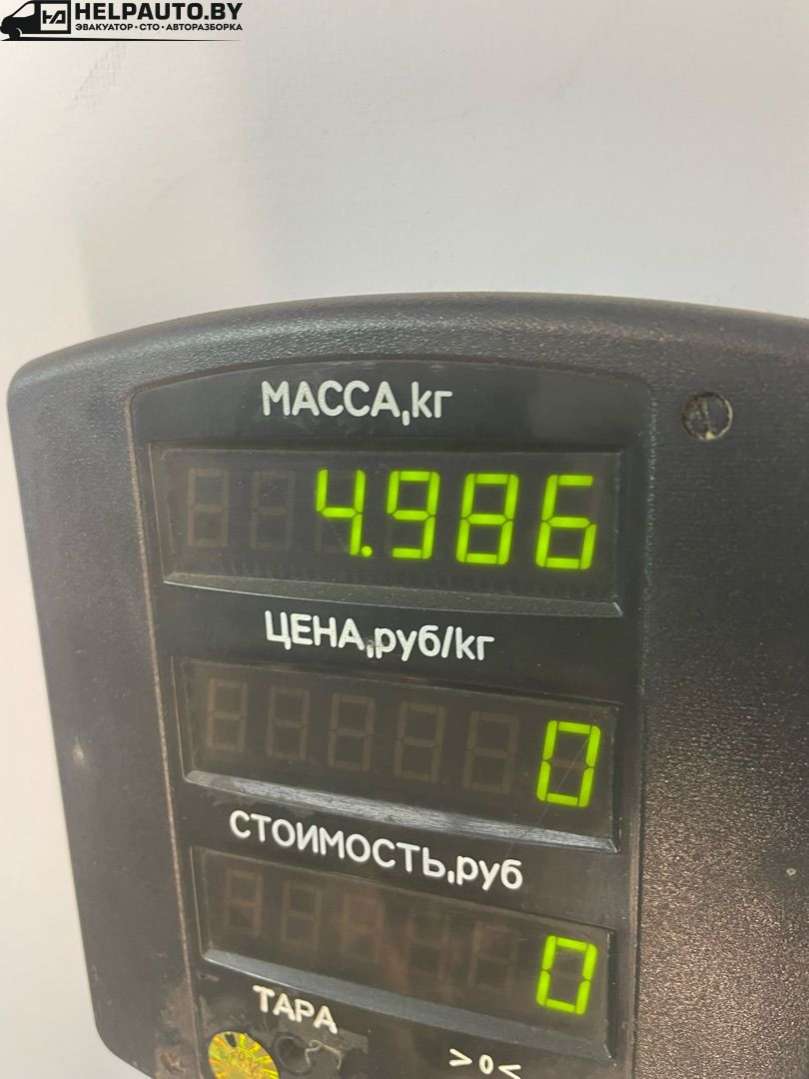 HELPAUTO.BY
ЭВАКУАТОР • СТО • АВТОРАЗБОРКА
МАССА,кг
4.986
ЦЕНА,руб/кг
0
СТОИМОСТЬ,руб
0
ТАРА
>0<